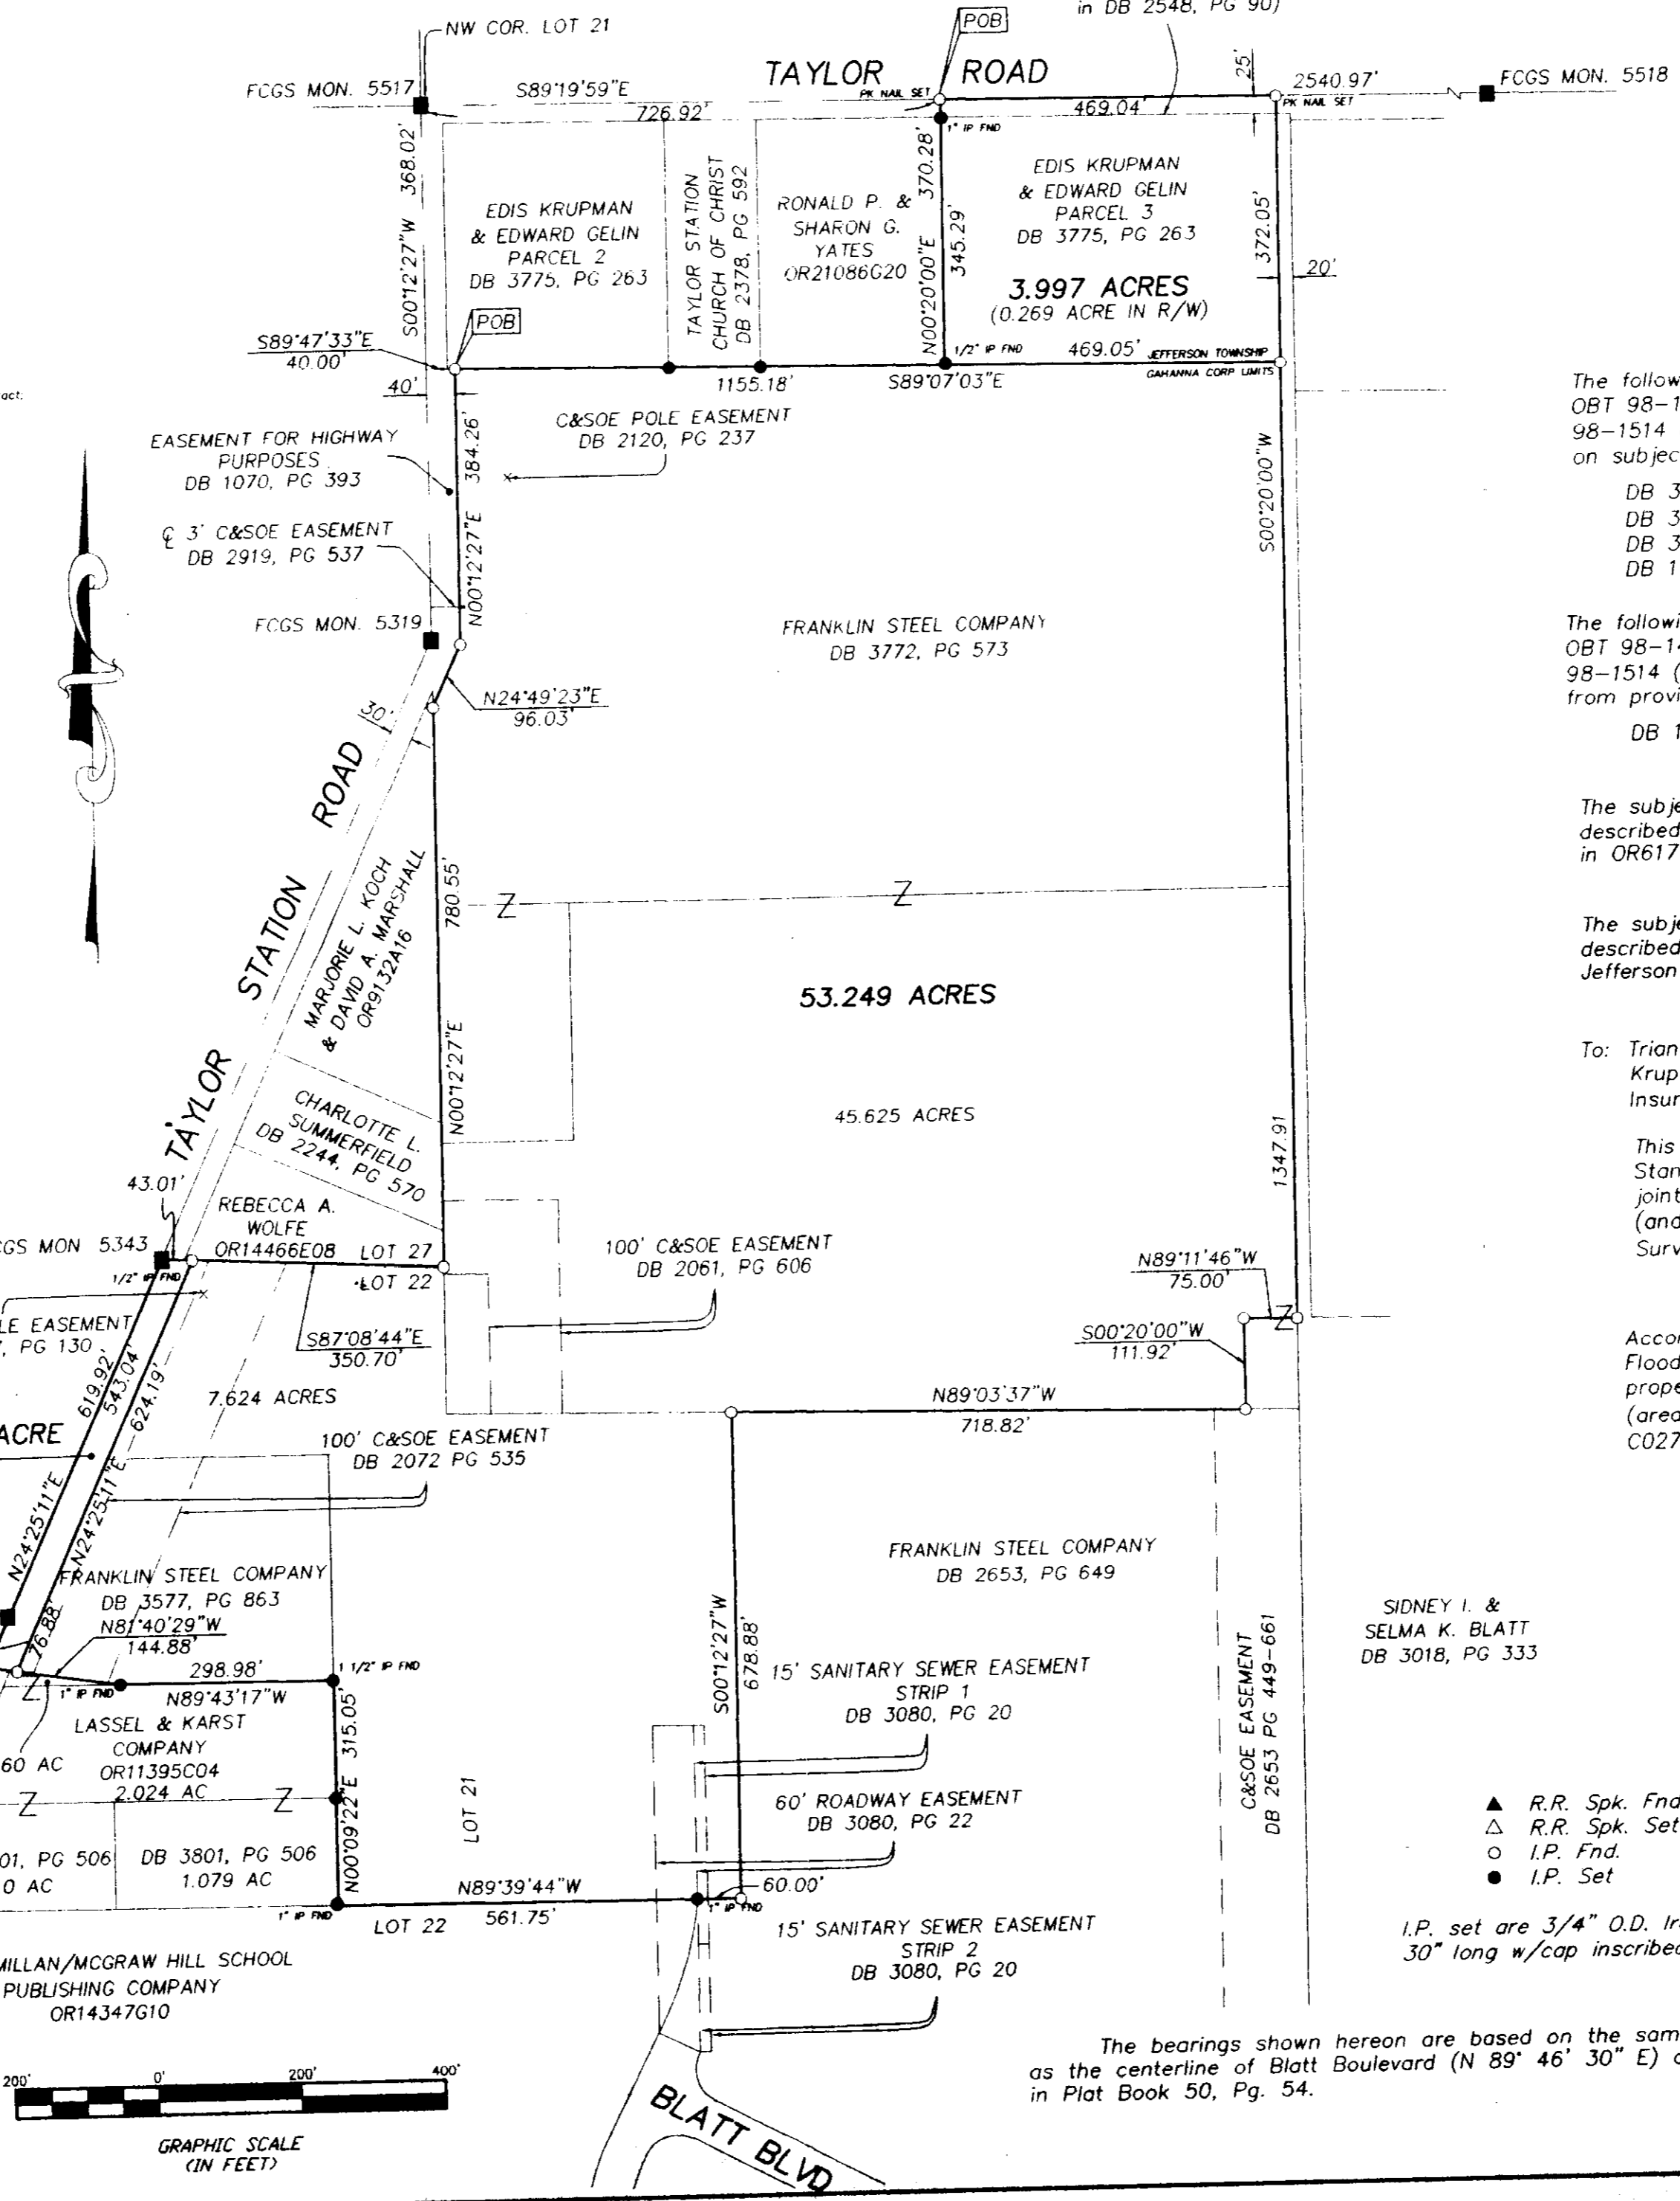 in DB 2548, PG 90)
POB
NW COR. LOT 21
TAYLOR ROAD
25'
FCGS MON. 5517
S89°19'59"E
726.92'
PK NAIL SET
469.04'
2540.97'
PK NAIL SET
FCGS MON. 5518
1" IP FND
S00°12'27"W 368.02'
EDIS KRUPMAN
& EDWARD GELIN
PARCEL 2
DB 3775, PG 263
TAYLOR STATION
CHURCH OF CHRIST
DB 2378, PG 592
RONALD P. &
SHARON G.
YATES
OR21086G20
N00°20'00"E 370.28'
345.29'
EDIS KRUPMAN
& EDWARD GELIN
PARCEL 3
DB 3775, PG 263
3.997 ACRES
(0.269 ACRE IN R/W)
372.05'
20'
POB
S89°47'33"E
40.00'
40'
1155.18'
1/2" IP FND
469.05'
JEFFERSON TOWNSHIP
GAHANNA CORP LIMITS
S89°07'03"E
act.
EASEMENT FOR HIGHWAY
PURPOSES
DB 1070, PG 393
C&SOE POLE EASEMENT
DB 2120, PG 237
384.26'
N00°12'27"E
℄ 3' C&SOE EASEMENT
DB 2919, PG 537
FCGS MON. 5319
S00°20'00"W
FRANKLIN STEEL COMPANY
DB 3772, PG 573
N24°49'23"E
96.03'
30'
TAYLOR STATION ROAD
780.55'
N00°12'27"E
MARJORIE L. KOCH
& DAVID A. MARSHALL
OR9132A16
Z
Z
53.249 ACRES
45.625 ACRES
1347.91
CHARLOTTE L.
SUMMERFIELD
DB 2244, PG 570
43.01'
REBECCA A.
WOLFE
OR14466E08
LOT 27
LOT 22
GS MON 5343
1/2" IP FND
100' C&SOE EASEMENT
DB 2061, PG 606
N89°11'46"W
75.00'
Z
S00°20'00"W
111.92'
LE EASEMENT
, PG 130
S87°08'44"E
350.70'
7.624 ACRES
N89°03'37"W
718.82'
619.92'
543.04'
624.19'
ACRE
100' C&SOE EASEMENT
DB 2072 PG 535
N24°25'11"E
N24°25'11"E
FRANKLIN STEEL COMPANY
DB 3577, PG 863
N81°40'29"W
144.88'
76.88'
298.98'
1 1/2" IP FND
Z
1" IP FND
N89°43'17"W
LASSEL & KARST
COMPANY
OR11395C04
2.024 AC
60 AC
Z
Z
01, PG 506
0 AC
DB 3801, PG 506
1.079 AC
N00°09'22"E 315.05'
1" IP FND
LOT 21
N89°39'44"W
561.75'
LOT 22
60.00'
1" IP FND
S00°12'27"W
678.88'
FRANKLIN STEEL COMPANY
DB 2653, PG 649
15' SANITARY SEWER EASEMENT
STRIP 1
DB 3080, PG 20
60' ROADWAY EASEMENT
DB 3080, PG 22
15' SANITARY SEWER EASEMENT
STRIP 2
DB 3080, PG 20
C&SOE EASEMENT
DB 2653 PG 449-661
SIDNEY I. &
SELMA K. BLATT
DB 3018, PG 333
MILLAN/MCGRAW HILL SCHOOL
PUBLISHING COMPANY
OR14347G10
200' 0' 200' 400'
GRAPHIC SCALE
(IN FEET)
BLATT BLVD
The follow
OBT 98-1
98-1514
on subjec
DB 3
DB 3
DB 3
DB 1
The followi
OBT 98-14
98-1514 (
from provi
DB 1
The subje
described
in OR617
The subje
described
Jefferson
To: Trian
Krup
Insur
This
Stan
joint
(and
Surv
Accor
Flood
prope
(area
C027
▲ R.R. Spk. Fnd
△ R.R. Spk. Set
○ I.P. Fnd.
● I.P. Set
I.P. set are 3/4" O.D. Ir
30" long w/cap inscribed
The bearings shown hereon are based on the sam
as the centerline of Blatt Boulevard (N 89° 46' 30" E)
in Plat Book 50, Pg. 54.